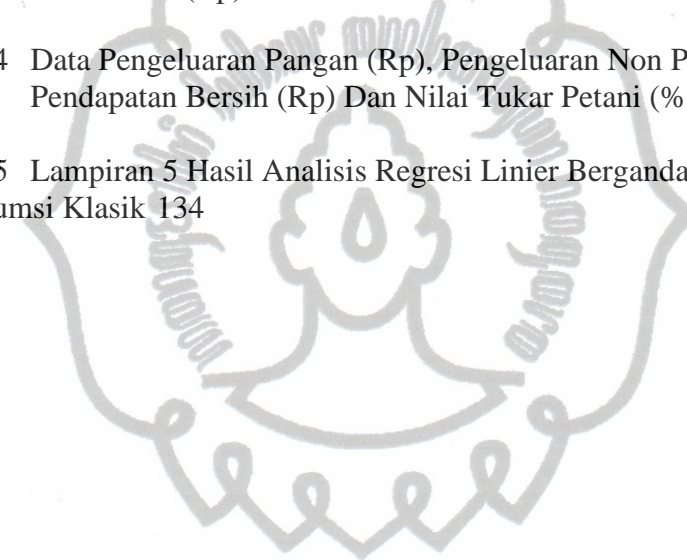 4 Data Pengeluaran Pangan (Rp), Pengeluaran Non P
Pendapatan Bersih (Rp) Dan Nilai Tukar Petani (%
5 Lampiran 5 Hasil Analisis Regresi Linier Berganda
umsi Klasik 134